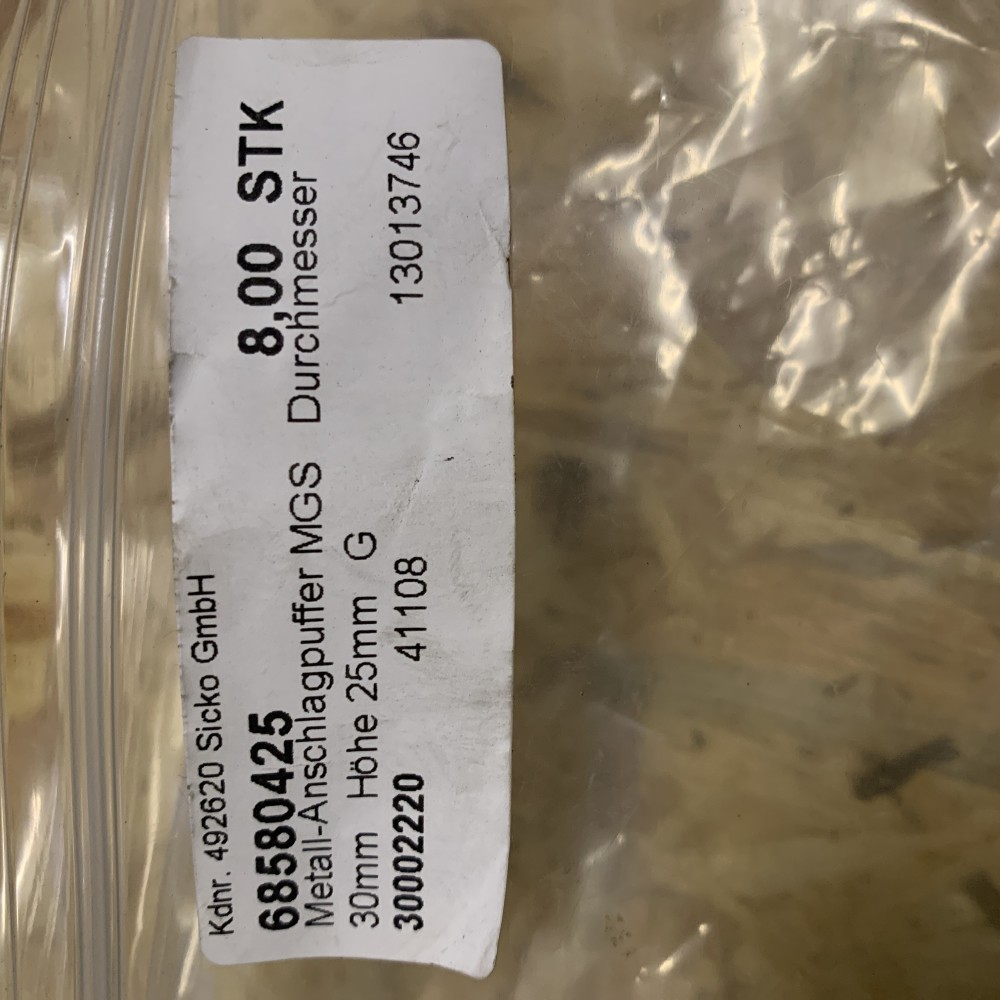 Kdnr. 492620 Sicko GmbH
68580425 8,00 STK
Metall-Anschlagpuffer MGS Durchmesser
30mm Höhe 25mm G
30002220 41108 13013746